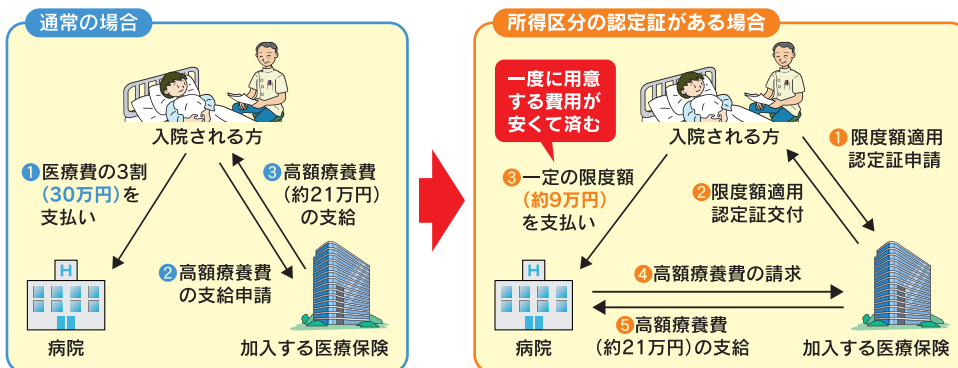 通常の場合
入院される方
❶医療費の3割
(30万円)を
支払い
❸高額療養費
(約21万円)
の支給
❷高額療養費
の支給申請
H
病院
加入する医療保険
所得区分の認定証がある場合
一度に用意
する費用が
安くて済む
入院される方
❶限度額適用
認定証申請
❸一定の限度額
(約9万円)
を支払い
❷限度額適用
認定証交付
❹高額療養費の請求
H
❺高額療養費
(約21万円)の支給
病院
加入する医療保険